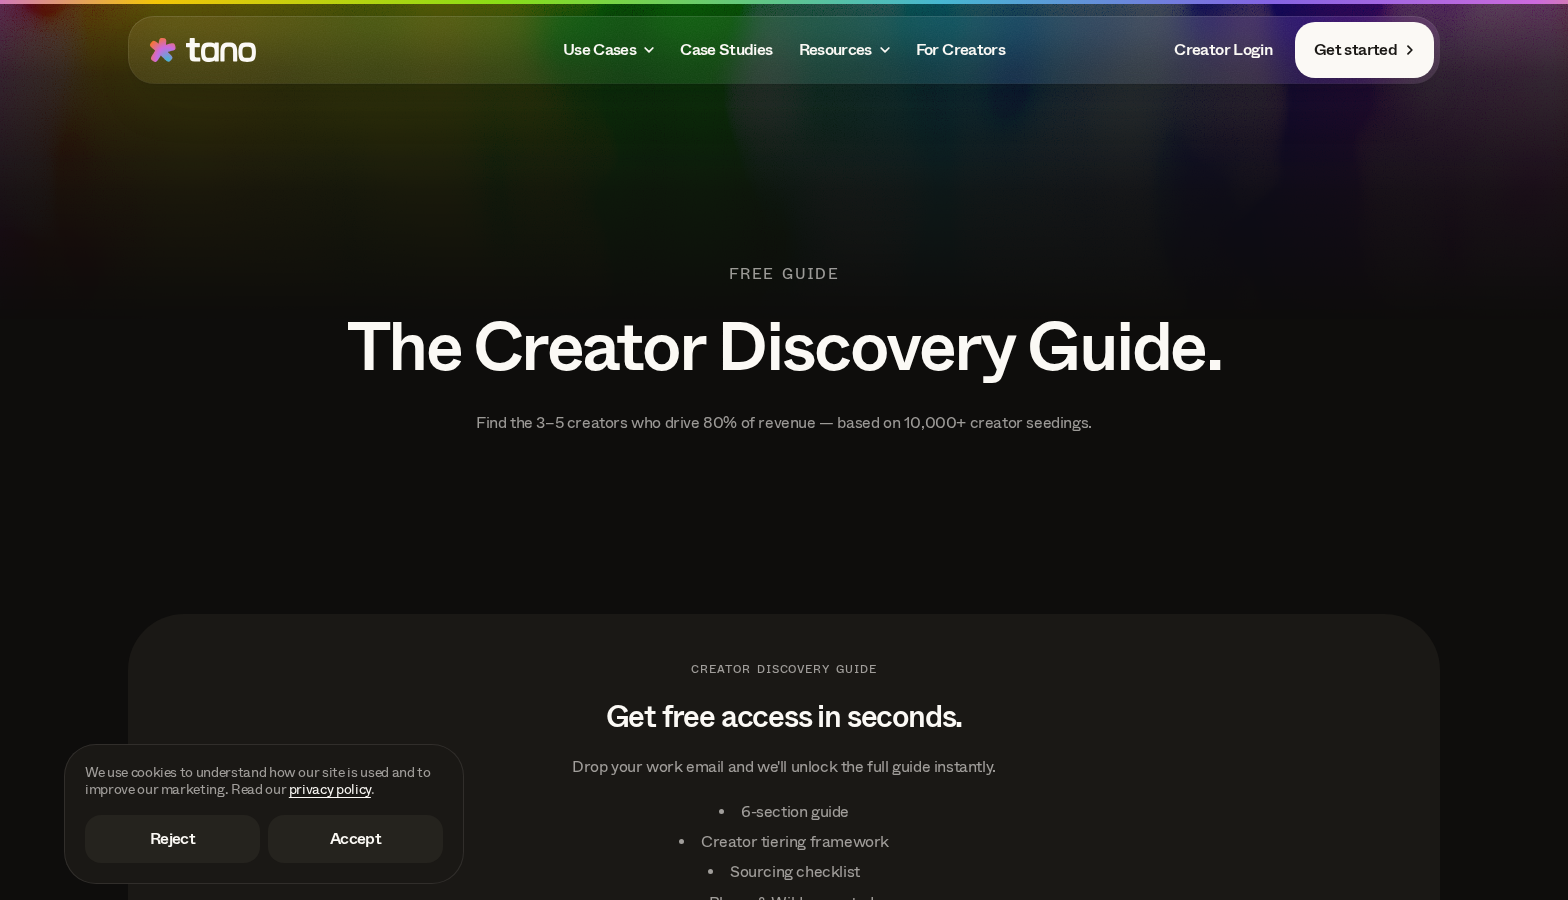 tano
Use Cases
Case Studies
Resources
For Creators
Creator Login
Get started
FREE GUIDE
The Creator Discovery Guide.
Find the 3–5 creators who drive 80% of revenue — based on 10,000+ creator seedings.
CREATOR DISCOVERY GUIDE
Get free access in seconds.
Drop your work email and we'll unlock the full guide instantly.
• 6-section guide
• Creator tiering framework
• Sourcing checklist
We use cookies to understand how our site is used and to
improve our marketing. Read our privacy policy.
Reject
Accept